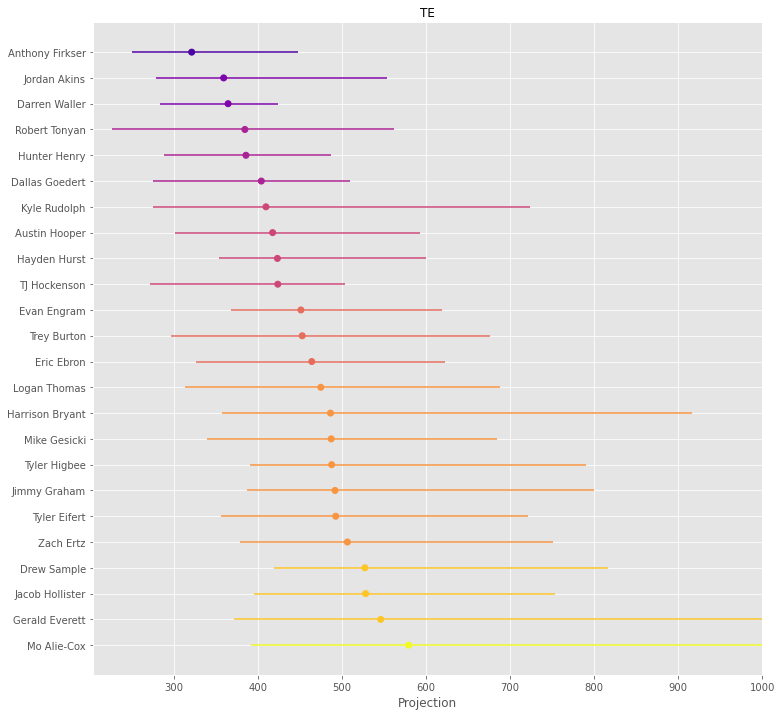 TE
Anthony Firkser
Jordan Akins
Darren Waller
Robert Tonyan
Hunter Henry
Dallas Goedert
Kyle Rudolph
Austin Hooper
Hayden Hurst
TJ Hockenson
Evan Engram
Trey Burton
Eric Ebron
Logan Thomas
Harrison Bryant
Mike Gesicki
Tyler Higbee
Jimmy Graham
Tyler Eifert
Zach Ertz
Drew Sample
Jacob Hollister
Gerald Everett
Mo Alie-Cox
300 400 500 600 700 800 900 1000
Projection